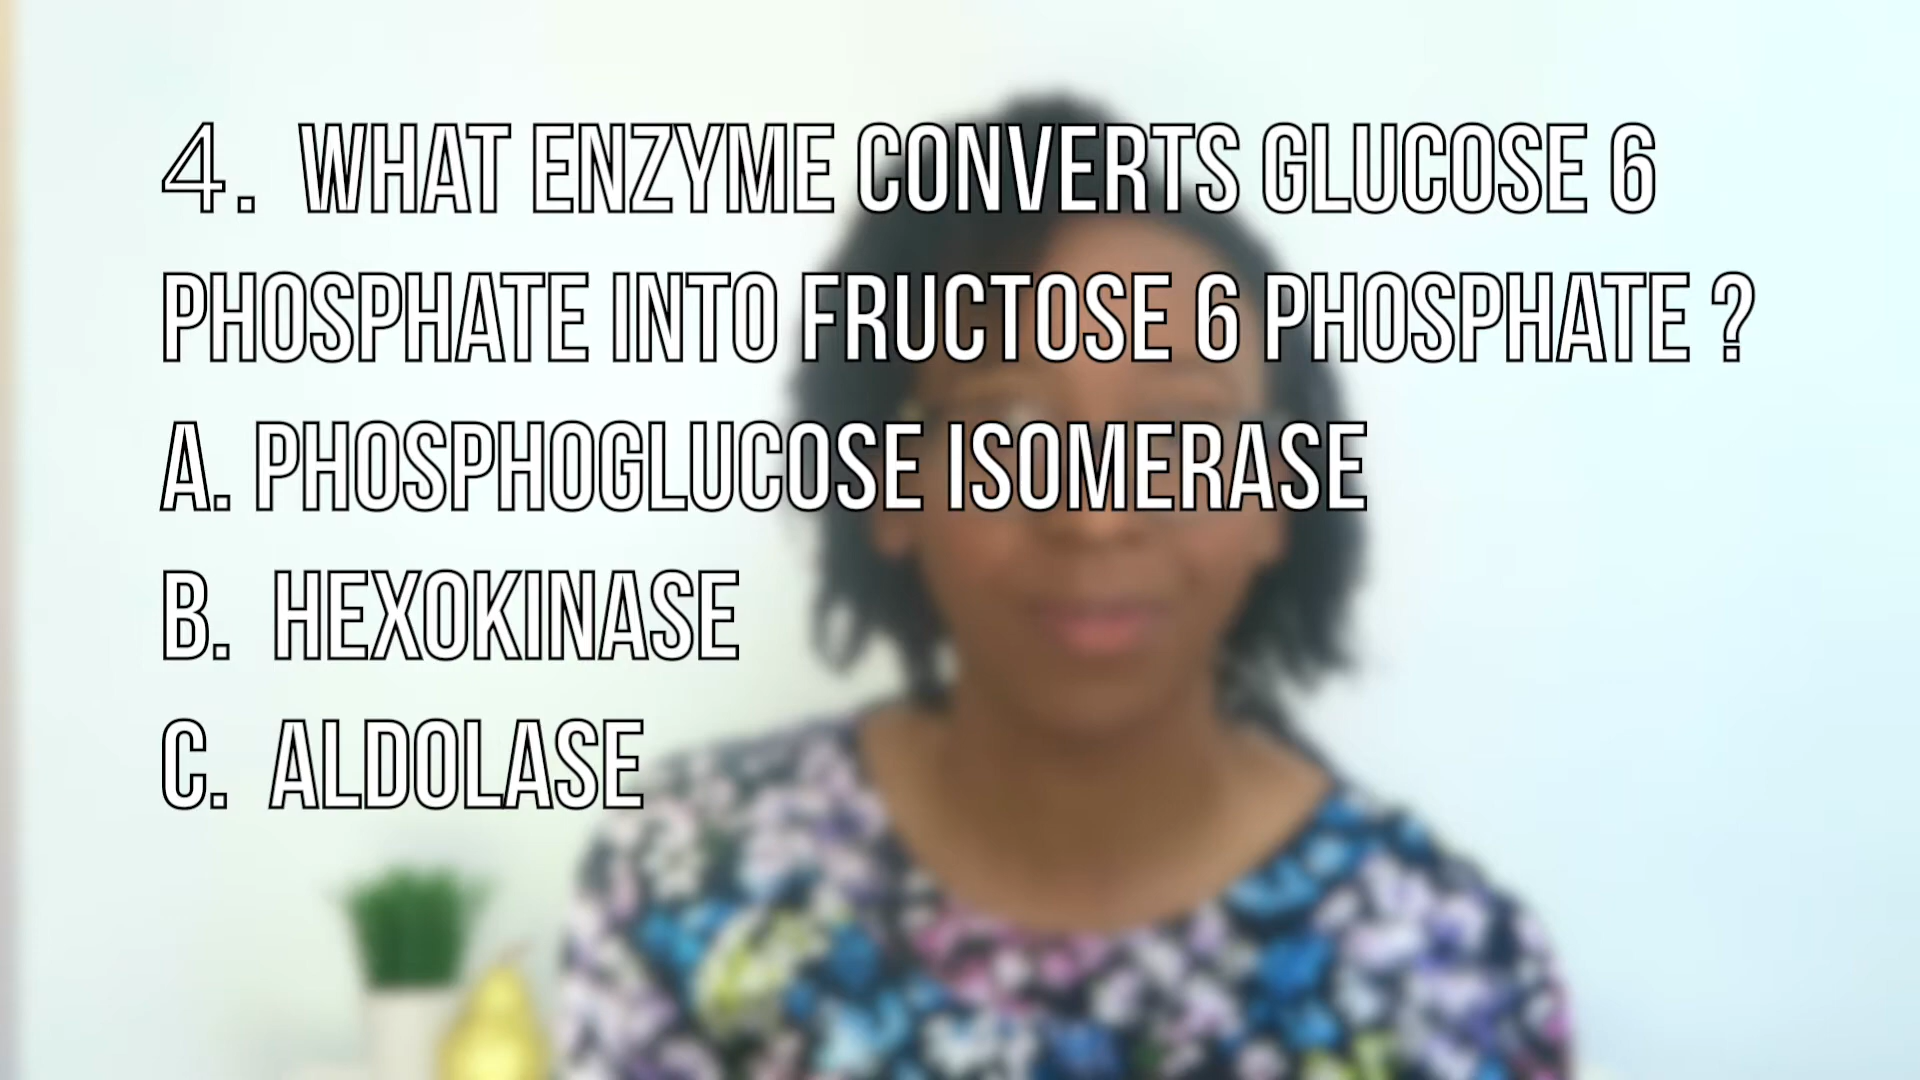 4. WHAT ENZYME CONVERTS GLUCOSE 6
PHOSPHATE INTO FRUCTOSE 6 PHOSPHATE ?
A. PHOSPHOGLUCOSE ISOMERASE
B. HEXOKINASE
C. ALDOLASE